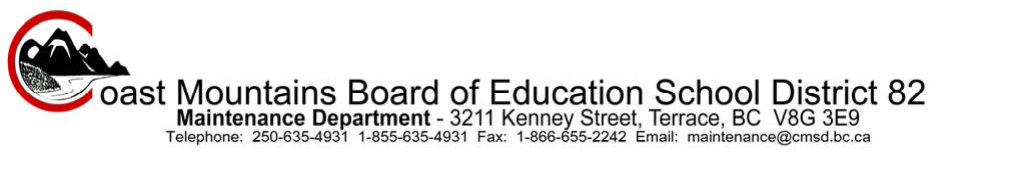 Coast Mountains Board of Education School District 82
Maintenance Department - 3211 Kenney Street, Terrace, BC  V8G 3E9
Telephone:  250-635-4931  1-855-635-4931  Fax:  1-866-655-2242  Email:  maintenance@cmsd.bc.ca